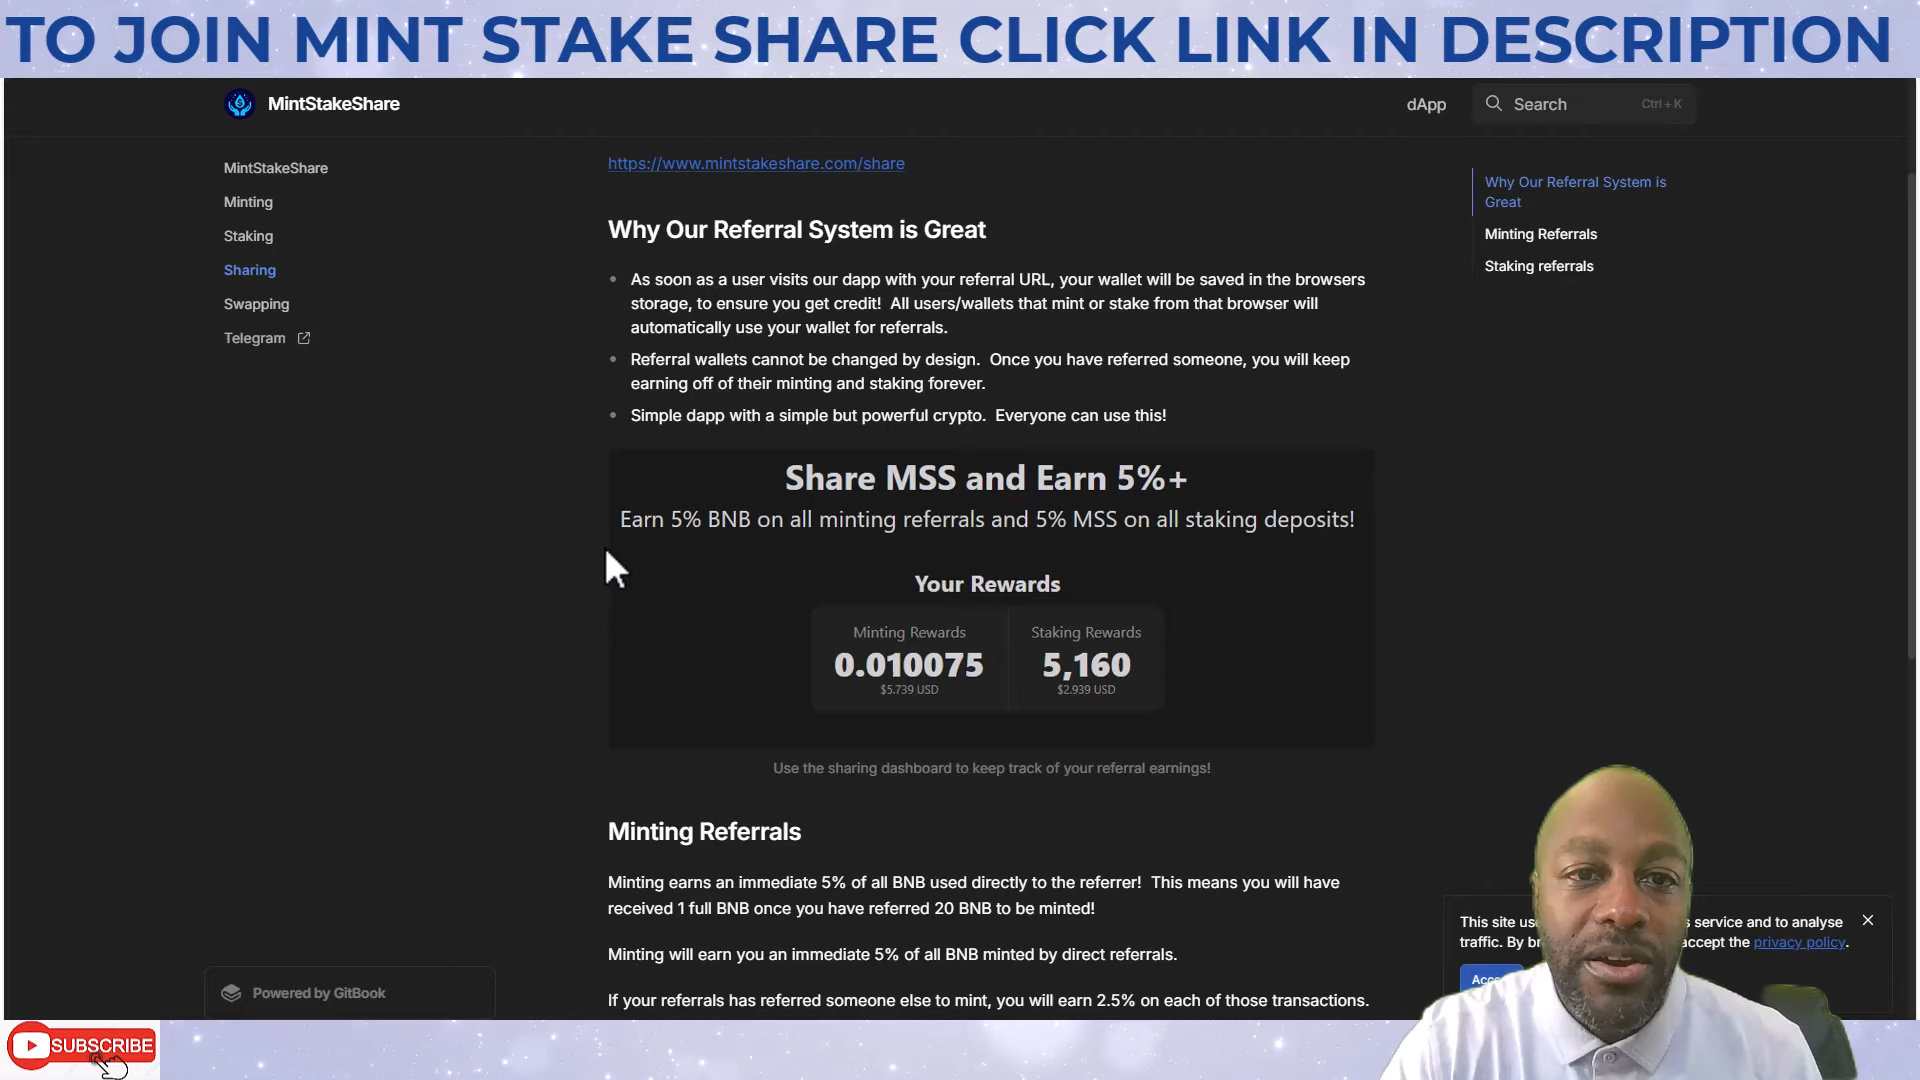 TO JOIN MINT STAKE SHARE CLICK LINK IN DESCRIPTION
MintStakeShare
dApp
Search
Ctrl + K
MintStakeShare
Minting
Staking
Sharing
Swapping
Telegram
Powered by GitBook
https://www.mintstakeshare.com/share
Why Our Referral System is Great
As soon as a user visits our dapp with your referral URL, your wallet will be saved in the browsers
storage, to ensure you get credit! All users/wallets that mint or stake from that browser will
automatically use your wallet for referrals.
Referral wallets cannot be changed by design. Once you have referred someone, you will keep
earning off of their minting and staking forever.
Simple dapp with a simple but powerful crypto. Everyone can use this!
Share MSS and Earn 5%+
Earn 5% BNB on all minting referrals and 5% MSS on all staking deposits!
Your Rewards
Minting Rewards
0.010075
$5.739 USD
Staking Rewards
5,160
$2.939 USD
Use the sharing dashboard to keep track of your referral earnings!
Minting Referrals
Minting earns an immediate 5% of all BNB used directly to the referrer! This means you will have
received 1 full BNB once you have referred 20 BNB to be minted!
Minting will earn you an immediate 5% of all BNB minted by direct referrals.
If your referrals has referred someone else to mint, you will earn 2.5% on each of those transactions.
Why Our Referral System is
Great
Minting Referrals
Staking referrals
This site service and to analyse
traffic. By accept the privacy policy.
SUBSCRIBE